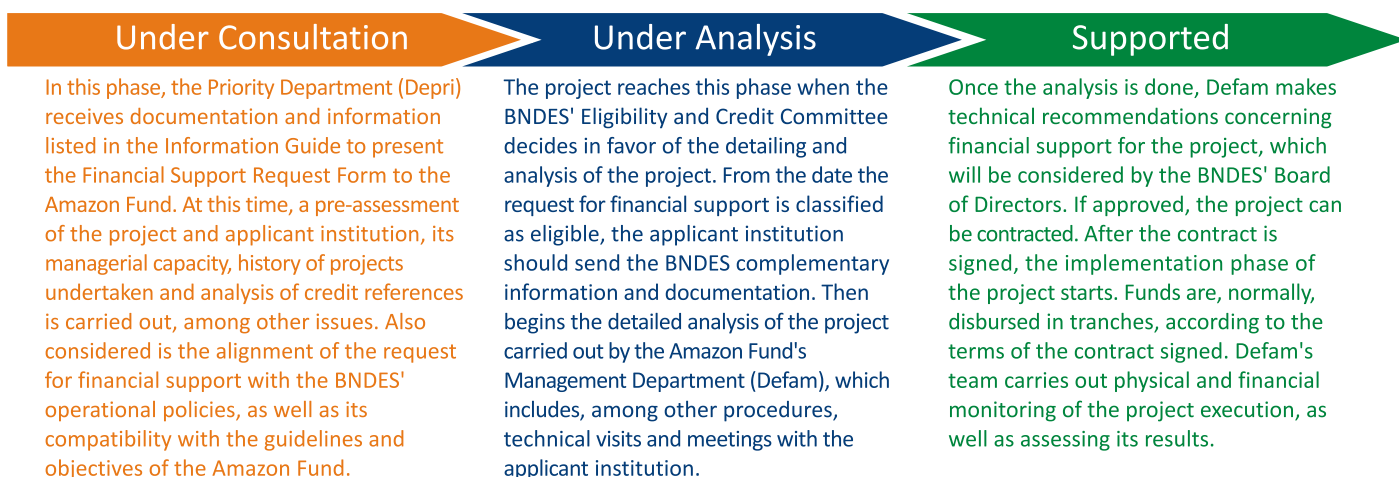 Under Consultation
In this phase, the Priority Department (Depri)
receives documentation and information
listed in the Information Guide to present
the Financial Support Request Form to the
Amazon Fund. At this time, a pre-assessment
of the project and applicant institution, its
managerial capacity, history of projects
undertaken and analysis of credit references
is carried out, among other issues. Also
considered is the alignment of the request
for financial support with the BNDES'
operational policies, as well as its
compatibility with the guidelines and
objectives of the Amazon Fund.
Under Analysis
The project reaches this phase when the
BNDES' Eligibility and Credit Committee
decides in favor of the detailing and
analysis of the project. From the date the
request for financial support is classified
as eligible, the applicant institution
should send the BNDES complementary
information and documentation. Then
begins the detailed analysis of the project
carried out by the Amazon Fund's
Management Department (Defam), which
includes, among other procedures,
technical visits and meetings with the
applicant institution.
Supported
Once the analysis is done, Defam makes
technical recommendations concerning
financial support for the project, which
will be considered by the BNDES' Board
of Directors. If approved, the project can
be contracted. After the contract is
signed, the implementation phase of
the project starts. Funds are, normally,
disbursed in tranches, according to the
terms of the contract signed. Defam's
team carries out physical and financial
monitoring of the project execution, as
well as assessing its results.